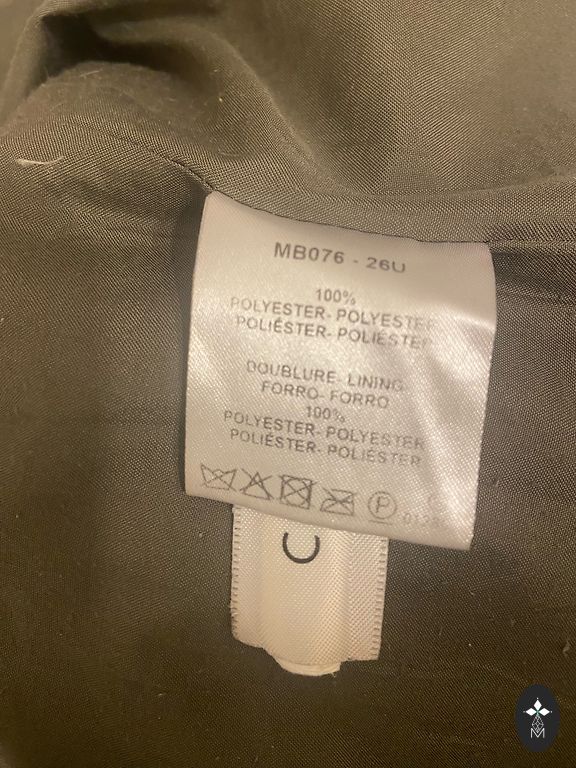 MB076 - 26U
100%
POLYESTER- POLYESTER
POLIÉSTER- POLIÉSTER
DOUBLURE- LINING
FORRO- FORRO
100%
POLYESTER- POLYESTER
POLIÉSTER- POLIÉSTER
P
C
M